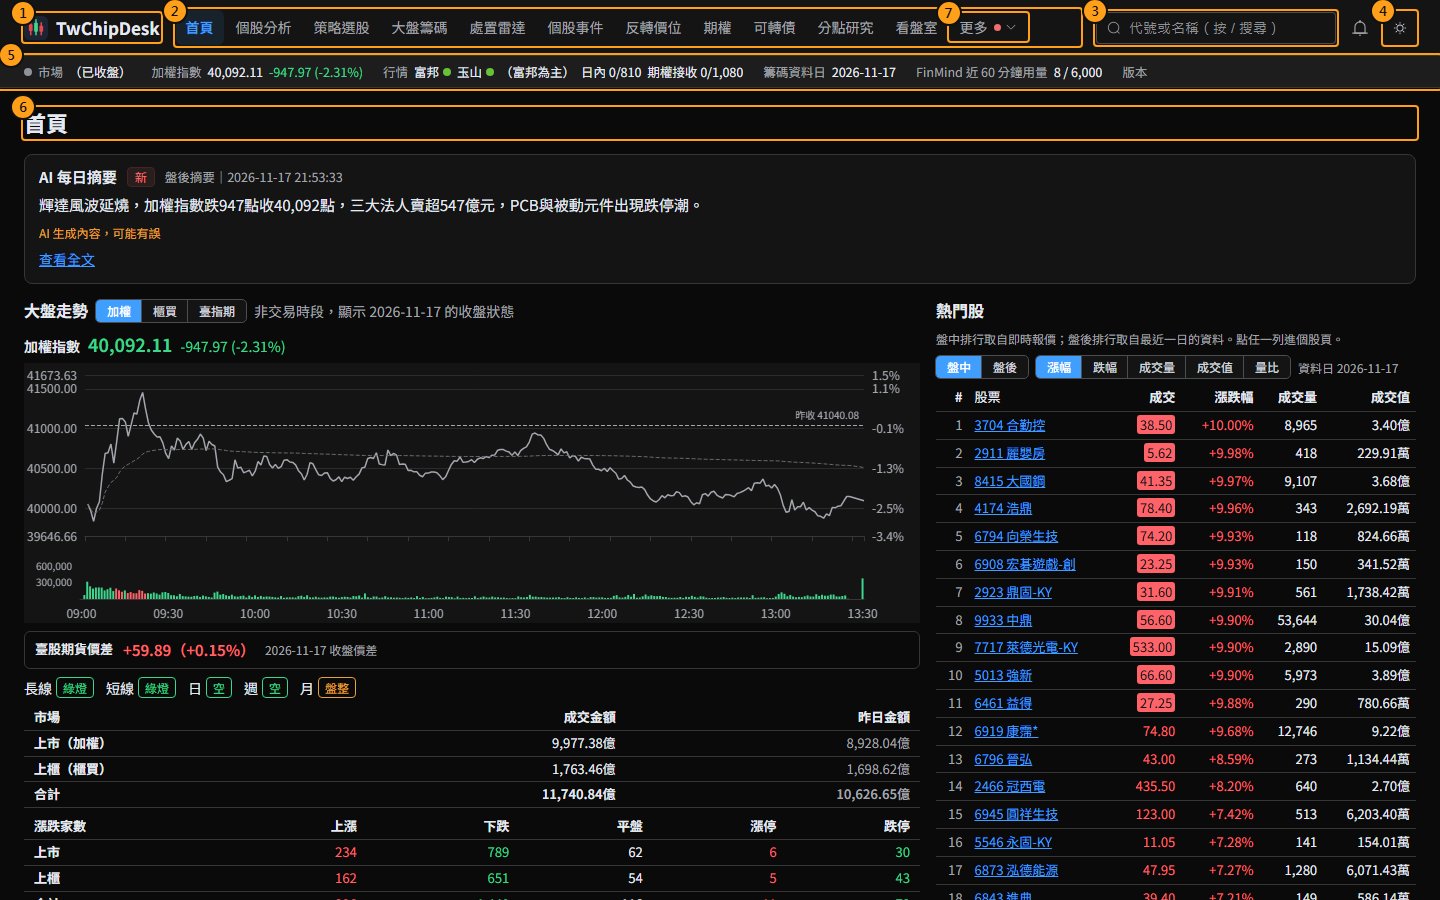 1 2 7 3 4
TwChipDesk 首頁 個股分析 策略選股 大盤籌碼 處置雷達 個股事件 反轉價位 期權 可轉債 分點研究 看盤室 更多 代號或名稱（按 / 搜尋）
5
市場 （已收盤） 加權指數 40,092.11 -947.97 (-2.31%) 行情 富邦 玉山 （富邦為主） 日內 0/810 期權接收 0/1,080 籌碼資料日 2026-11-17 FinMind 近 60 分鐘用量 8 / 6,000 版本
6
首頁
AI 每日摘要 新 盤後摘要｜2026-11-17 21:53:33
輝達風波延燒，加權指數跌947點收40,092點，三大法人賣超547億元，PCB與被動元件出現跌停潮。
AI 生成內容，可能有誤
查看全文
大盤走勢 加權 櫃買 臺指期 非交易時段，顯示 2026-11-17 的收盤狀態
加權指數 40,092.11 -947.97 (-2.31%)
41673.63 1.5%
41500.00 1.1%
昨收 41040.08
41000.00 -0.1%
40500.00 -1.3%
40000.00 -2.5%
39646.66 -3.4%
600,000
300,000
09:00 09:30 10:00 10:30 11:00 11:30 12:00 12:30 13:00 13:30
臺股期貨價差 +59.89（+0.15%） 2026-11-17 收盤價差
長線 綠燈 短線 綠燈 日 空 週 空 月 盤整
市場 成交金額 昨日金額
上市（加權） 9,977.38億 8,928.04億
上櫃（櫃買） 1,763.46億 1,698.62億
合計 11,740.84億 10,626.65億
漲跌家數 上漲 下跌 平盤 漲停 跌停
上市 234 789 62 6 30
上櫃 162 651 54 5 43
熱門股
盤中排行取自即時報價；盤後排行取自最近一日的資料。點任一列進個股頁。
盤中 盤後 漲幅 跌幅 成交量 成交值 量比 資料日 2026-11-17
# 股票 成交 漲跌幅 成交量 成交值
1 3704 合勤控 38.50 +10.00% 8,965 3.40億
2 2911 麗嬰房 5.62 +9.98% 418 229.91萬
3 8415 大國鋼 41.35 +9.97% 9,107 3.68億
4 4174 浩鼎 78.40 +9.96% 343 2,692.19萬
5 6794 向榮生技 74.20 +9.93% 118 824.66萬
6 6908 宏碁遊戲-創 23.25 +9.93% 150 341.52萬
7 2923 鼎固-KY 31.60 +9.91% 561 1,738.42萬
8 9933 中鼎 56.60 +9.90% 53,644 30.04億
9 7717 萊德光電-KY 533.00 +9.90% 2,890 15.09億
10 5013 強新 66.60 +9.90% 5,973 3.89億
11 6461 益得 27.25 +9.88% 290 780.66萬
12 6919 康霈* 74.80 +9.68% 12,746 9.22億
13 6796 晉弘 43.00 +8.59% 273 1,134.44萬
14 2466 冠西電 435.50 +8.20% 640 2.70億
15 6945 圓祥生技 123.00 +7.42% 513 6,203.40萬
16 5546 永固-KY 11.05 +7.28% 141 154.01萬
17 6873 泓德能源 47.95 +7.27% 1,280 6,071.43萬
18 6843 進典 39.40 +7.21% 149 586.14萬